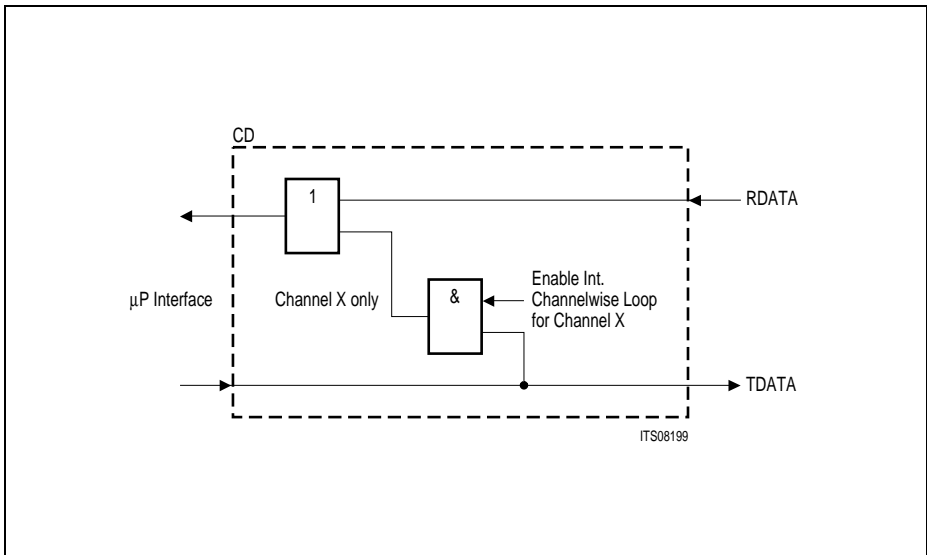 CD
1
RDATA
Enable Int.
Channelwise Loop
for Channel X
&
µP Interface
Channel X only
TDATA
ITS08199